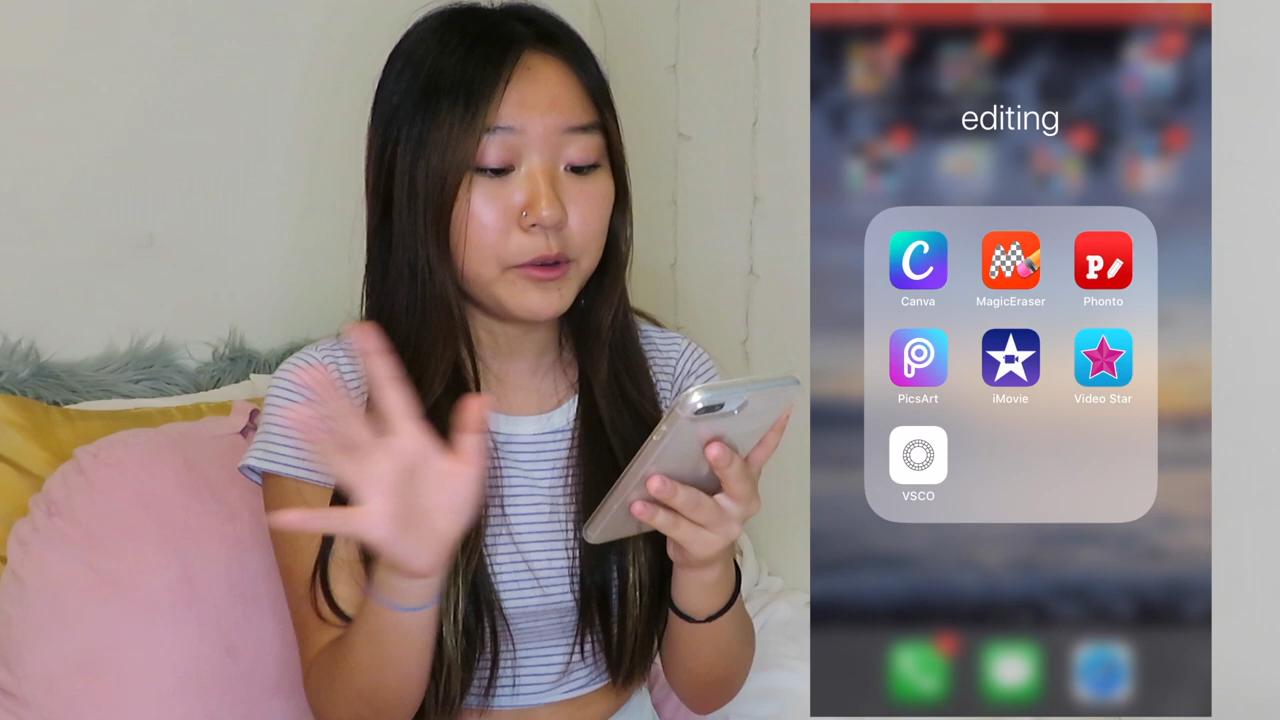 editing
Canva
MagicEraser
Phonto
PicsArt
iMovie
Video Star
VSCO